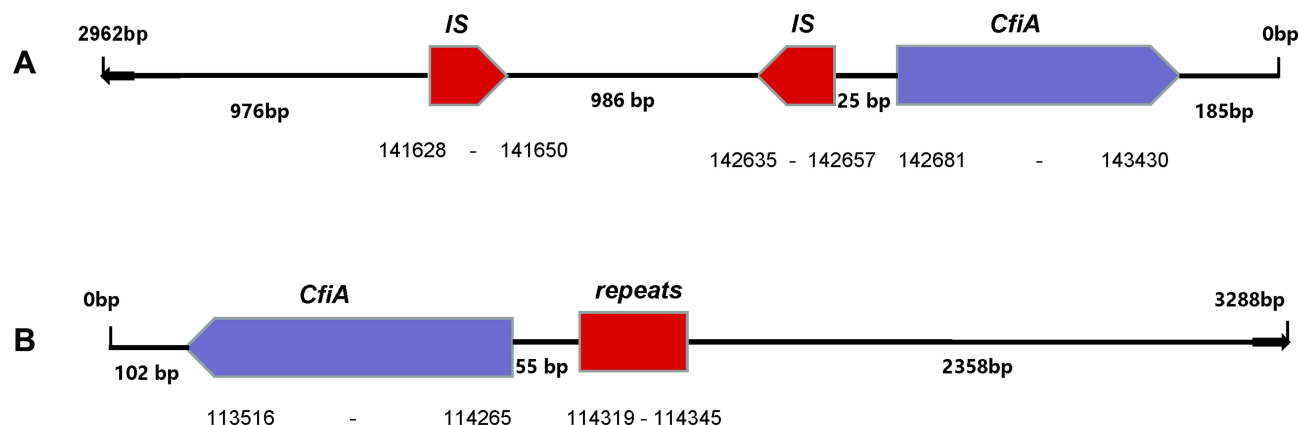 IS IS CfiA
2962bp 0bp
A
976bp 986 bp 25 bp 185bp
141628 - 141650 142635 - 142657 142681 - 143430
CfiA repeats
0bp 3288bp
B
102 bp 55 bp 2358bp
113516 - 114265 114319 - 114345